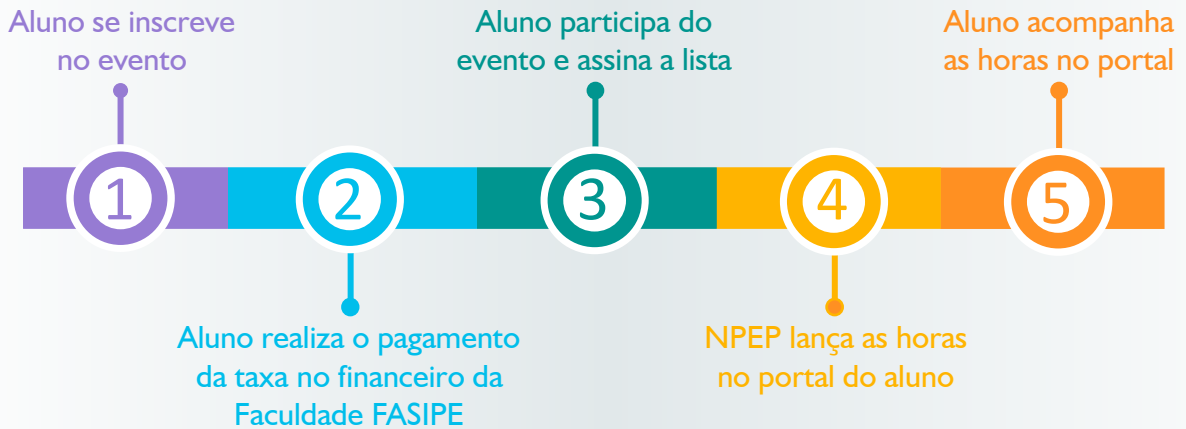 Aluno se inscreve
no evento
1
Aluno realiza o pagamento
da taxa no financeiro da
Faculdade FASIPE
2
Aluno participa do
evento e assina a lista
3
NPEP lança as horas
no portal do aluno
4
Aluno acompanha
as horas no portal
5